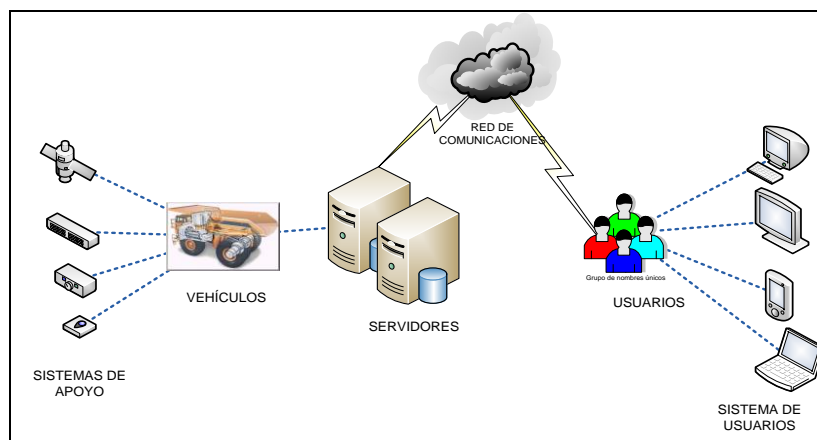 RED DE
COMUNICACIONES
Grupo de nombres únicos
VEHÍCULOS
USUARIOS
SERVIDORES
SISTEMAS DE
APOYO
SISTEMA DE
USUARIOS